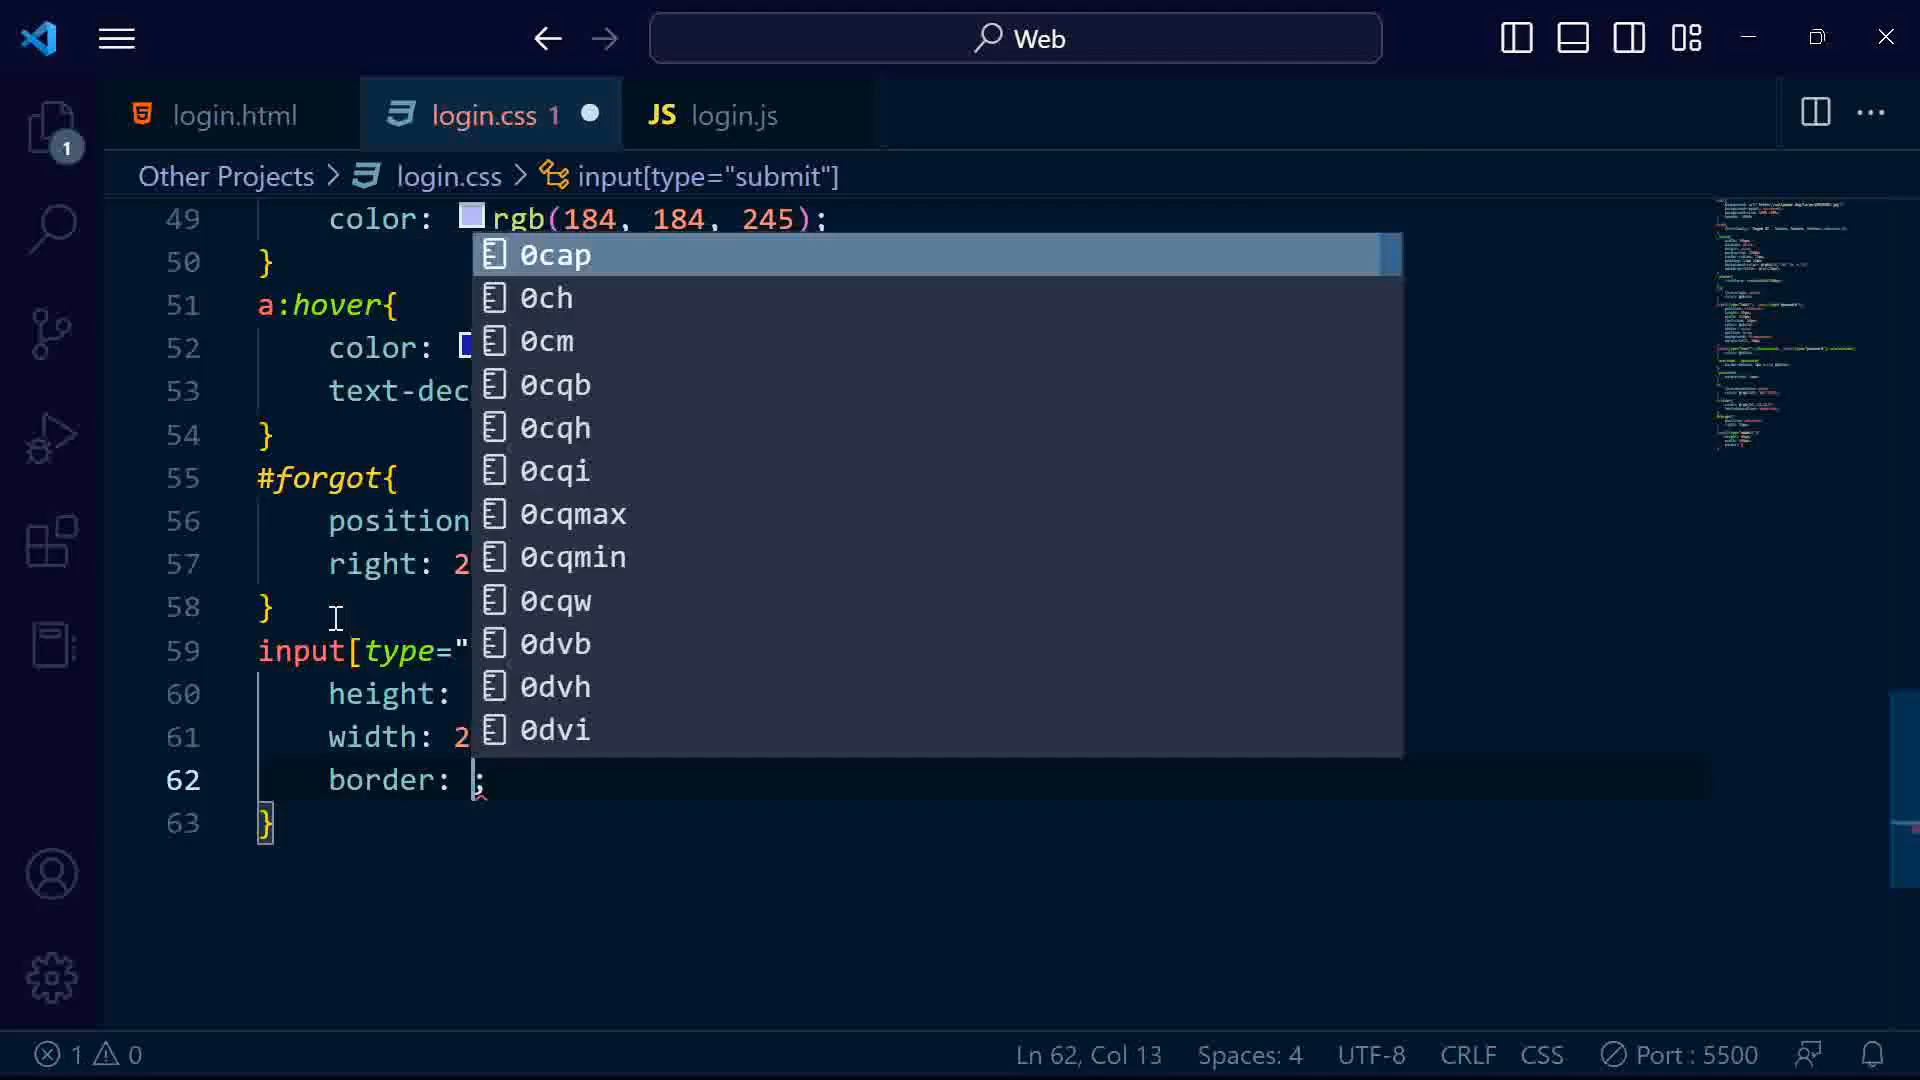 Web
login.html
login.css 1
JS login.js
1
Other Projects > login.css > input[type="submit"]
49 color: rgb(184, 184, 245);
50 }
51 a:hover{
52 color:
53 text-dec
54 }
55 #forgot{
56 position
57 right: 2
58 }
59 input[type="
60 height:
61 width: 2
62 border: ;
63 }
0cap
0ch
0cm
0cqb
0cqh
0cqi
0cqmax
0cqmin
0cqw
0dvb
0dvh
0dvi
1 0
Ln 62, Col 13 Spaces: 4 UTF-8 CRLF CSS Port : 5500